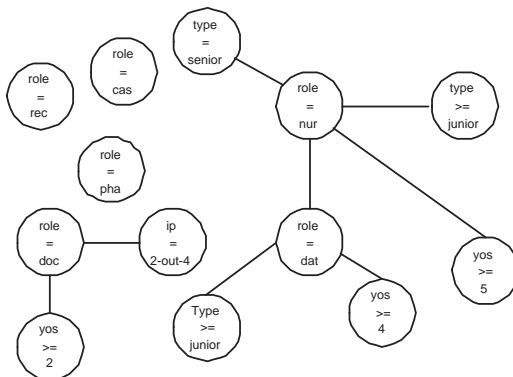 type
=
senior
role
=
rec
role
=
cas
role
=
nur
type
>=
junior
role
=
pha
role
=
doc
ip
=
2-out-4
role
=
dat
yos
>=
5
yos
>=
2
Type
>=
junior
yos
>=
4